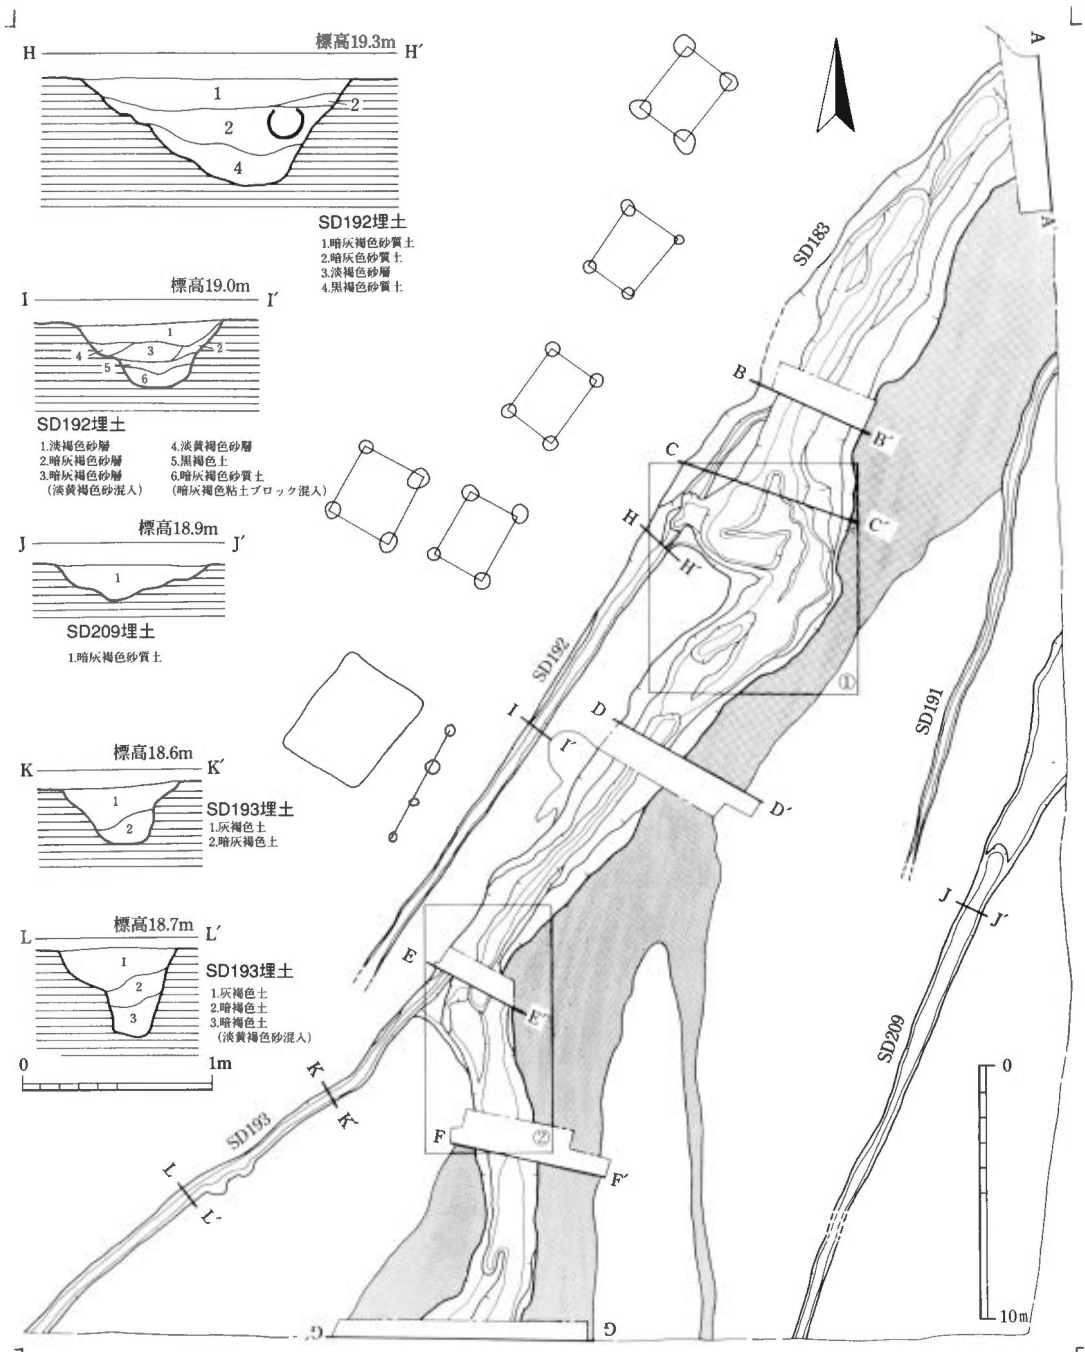 標高19.3m
H H′
1
2
2
4
SD192埋土
1.暗灰褐色砂質土
2.暗灰色砂質土
3.淡褐色砂層
4.黒褐色砂質土
標高19.0m
I I′
1
2
3
4
5
6
SD192埋土
1.淡褐色砂層
2.暗灰褐色砂層
3.暗灰褐色砂層
(淡黄褐色砂混入)
4.淡黄褐色砂層
5.黒褐色土
6.暗灰褐色砂質土
(暗灰褐色粘土ブロック混入)
標高18.9m
J J′
1
SD209埋土
1.暗灰褐色砂質土
標高18.6m
K K′
1
2
SD193埋土
1.灰褐色土
2.暗灰褐色土
標高18.7m
L L′
1
2
3
SD193埋土
1.灰褐色土
2.暗褐色土
3.暗褐色土
(淡黄褐色砂混入)
0 1m
A
A′
SD183
B
B′
C
C′
H
H′
①
SD192
SD191
I
I′
D
D′
J
J′
E
E′
SD209
K
K′
SD193
F
②
F′
L
L′
G
G
0
10m